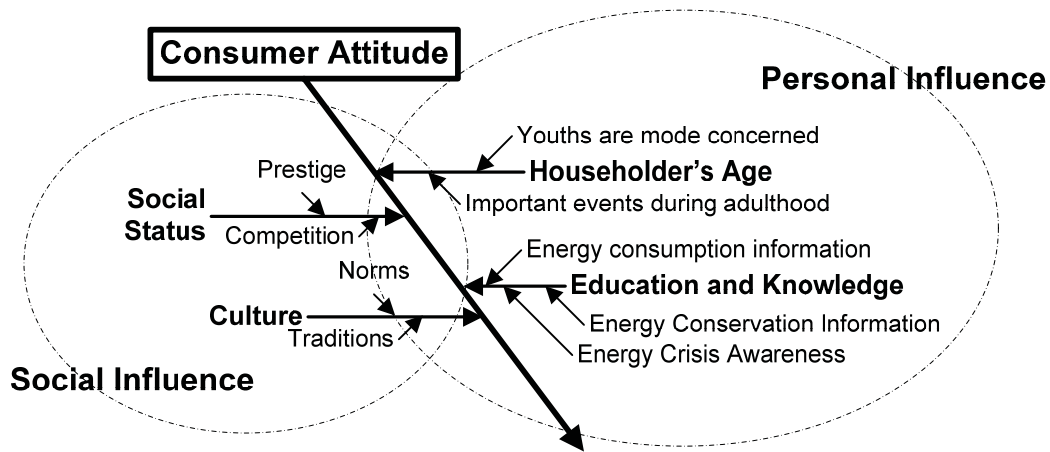 Consumer Attitude
Personal Influence
Youths are mode concerned
Householder's Age
Important events during adulthood
Prestige
Social
Status
Competition
Energy consumption information
Education and Knowledge
Energy Conservation Information
Energy Crisis Awareness
Norms
Culture
Traditions
Social Influence